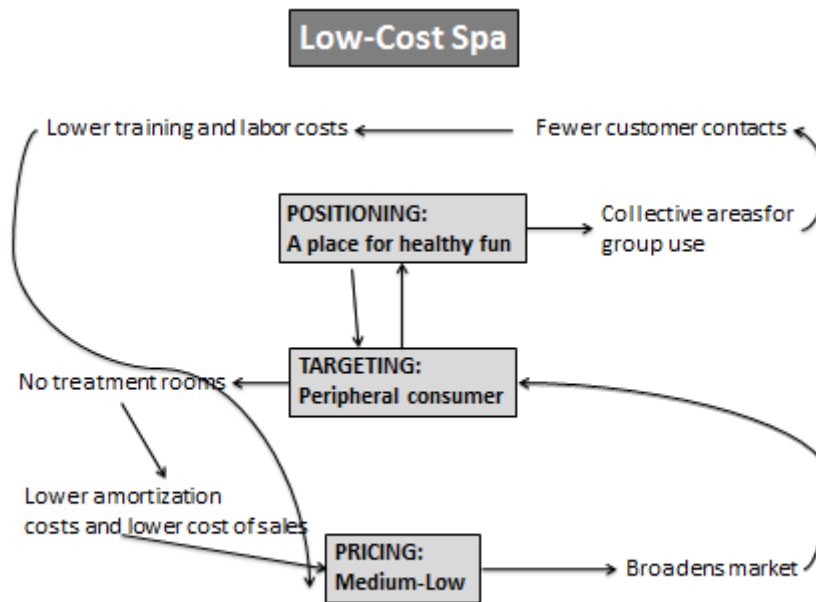 Low-Cost Spa
Lower training and labor costs
Fewer customer contacts
POSITIONING:
A place for healthy fun
Collective areas for
group use
TARGETING:
Peripheral consumer
No treatment rooms
Lower amortization
costs and lower cost of sales
PRICING:
Medium-Low
Broadens market